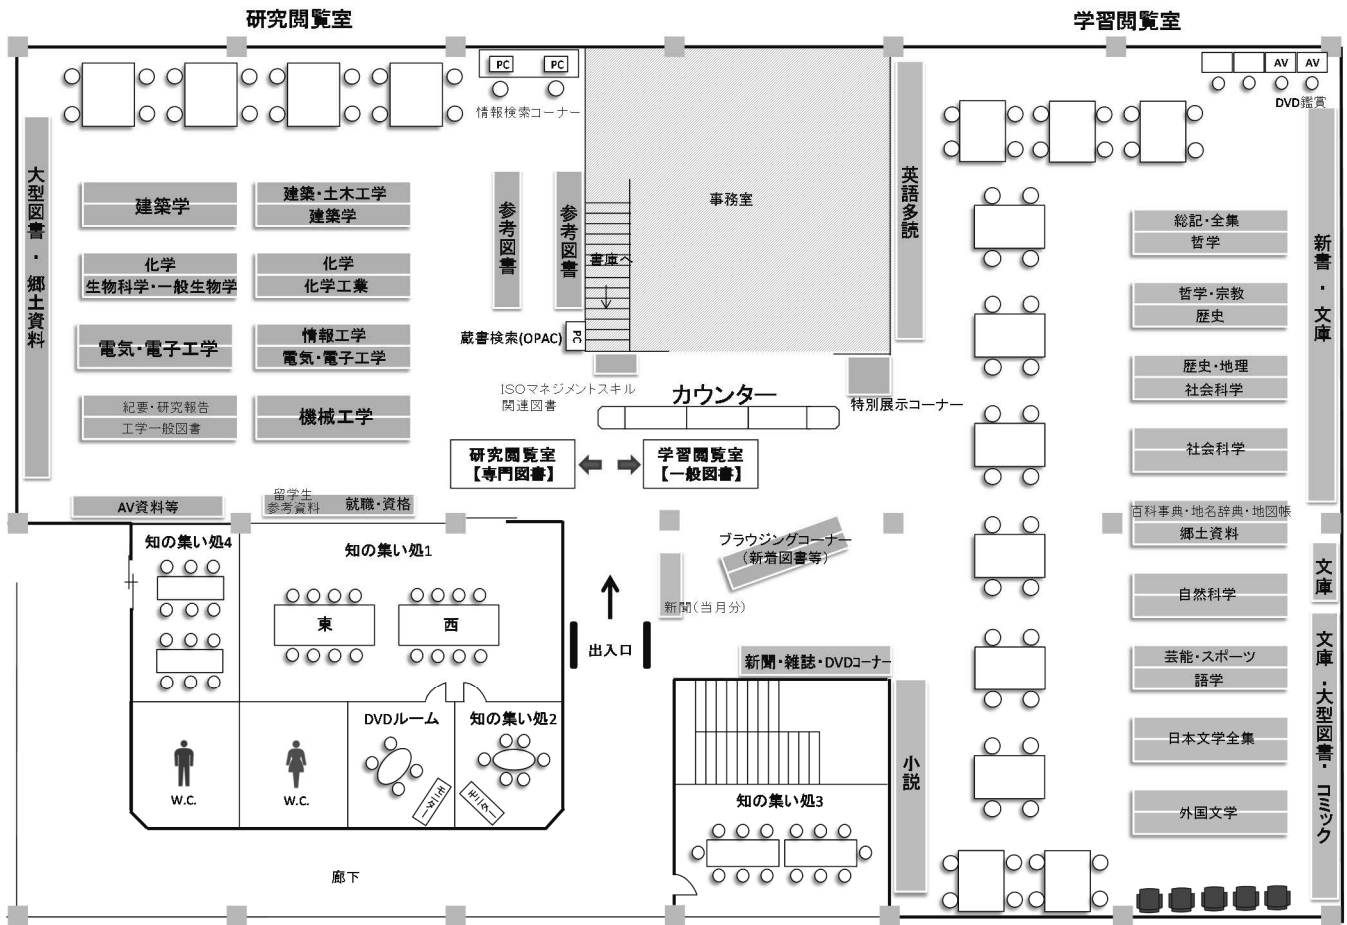 研究閲覧室
学習閲覧室
PC
PC
情報検索コーナー
AV
AV
DVD鑑賞
大型図書・郷土資料
建築学
建築・土木工学
建築学
化学
生物科学・一般生物学
化学
化学工業
電気・電子工学
情報工学
電気・電子工学
紀要・研究報告
工学一般図書
機械工学
参考図書
参考図書
書庫へ
事務室
蔵書検索(OPAC)
PC
ISOマネジメントスキル
関連図書
カウンター
特別展示コーナー
英語多読
総記・全集
哲学
哲学・宗教
歴史
歴史・地理
社会科学
社会科学
百科事典・地名辞典・地図帳
郷土資料
自然科学
芸能・スポーツ
語学
日本文学全集
外国文学
新書・文庫
文庫
文庫・大型図書・コミック
研究閲覧室
【専門図書】
学習閲覧室
【一般図書】
AV資料等
留学生
参考資料
就職・資格
知の集い処4
知の集い処1
東
西
ブラウジングコーナー
(新着図書等)
新聞(当月分)
出入口
新聞・雑誌・DVDコーナー
DVDルーム
知の集い処2
モニター
モニター
W.C.
W.C.
小説
知の集い処3
廊下